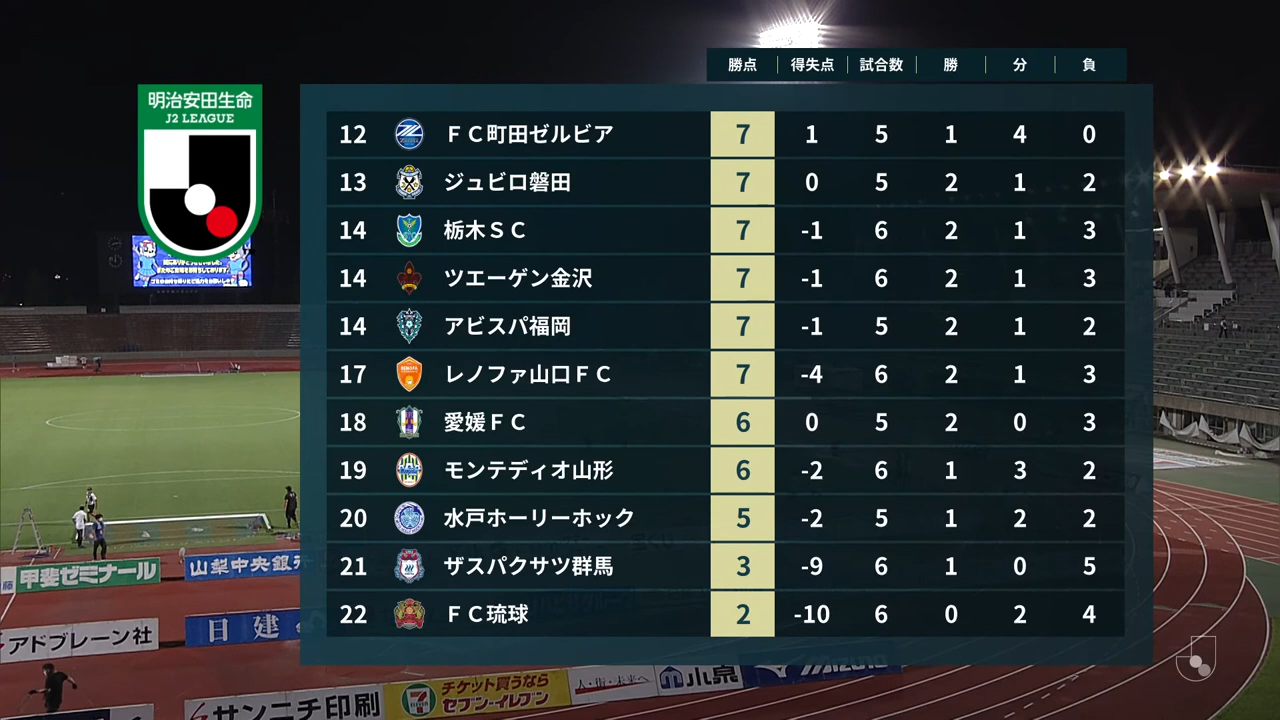 明治安田生命
J2 LEAGUE
勝点 得失点 試合数 勝 分 負
12 ＦＣ町田ゼルビア 7 1 5 1 4 0
13 ジュビロ磐田 7 0 5 2 1 2
14 栃木ＳＣ 7 -1 6 2 1 3
14 ツエーゲン金沢 7 -1 6 2 1 3
14 アビスパ福岡 7 -1 5 2 1 2
17 レノファ山口ＦＣ 7 -4 6 2 1 3
18 愛媛ＦＣ 6 0 5 2 0 3
19 モンテディオ山形 6 -2 6 1 3 2
20 水戸ホーリーホック 5 -2 5 1 2 2
21 ザスパクサツ群馬 3 -9 6 1 0 5
22 ＦＣ琉球 2 -10 6 0 2 4
甲斐ゼミナール
山梨中央銀
アドブレーン社
日建
サンニチ印刷
チケット買うなら
セブン-イレブン
人・街・未来へ
小泉
MIZUNO